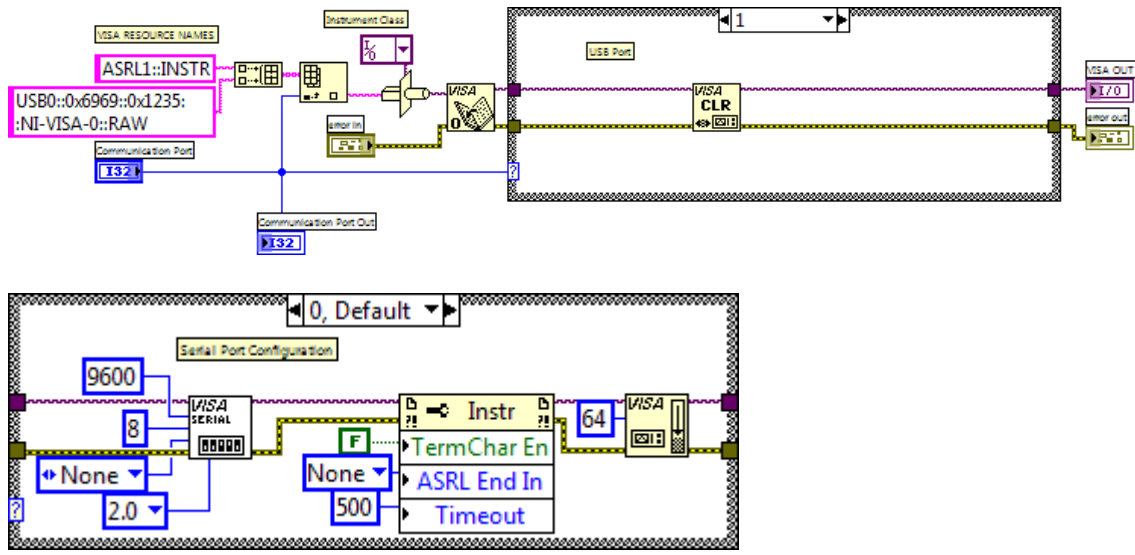 Instrument Class
1
VISA RESOURCE NAMES
I/O
USB Port
ASRL1::INSTR
VISA OUT
USB0::0x6969::0x1235:
:NI-VISA-0::RAW
VISA
O
VISA
CLR
I/O
error in
error out
Communication Port
I32
?
Communication Port Out
I32
0, Default
Serial Port Configuration
9600
VISA
SERIAL
Instr
64
VISA
8
F
TermChar En
None
None
ASRL End In
?
2.0
500
Timeout